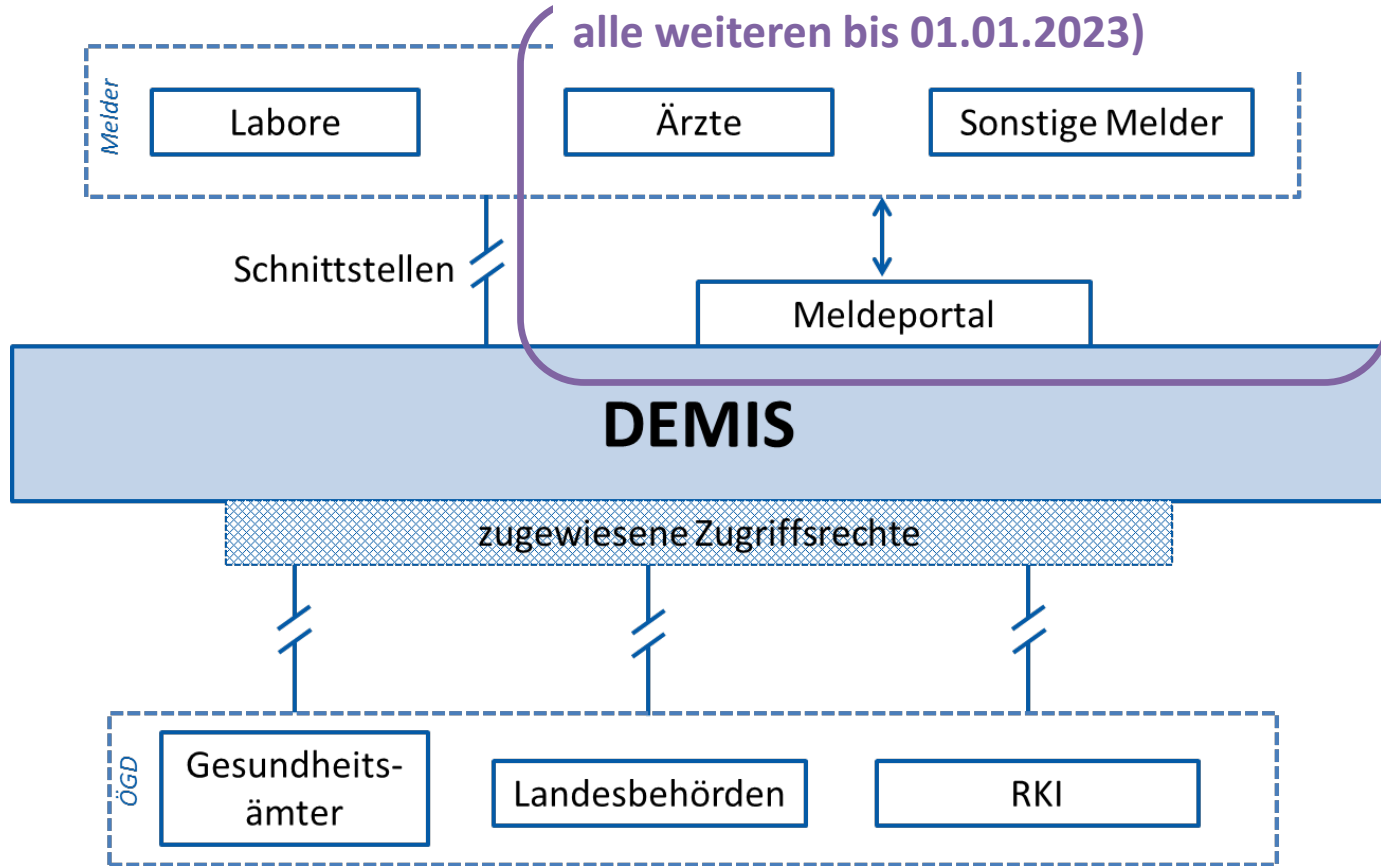 alle weiteren bis 01.01.2023)
Melder
Labore
Ärzte
Sonstige Melder
Schnittstellen
Meldeportal
DEMIS
zugewiesene Zugriffsrechte
ÖGD
Gesundheits-
ämter
Landesbehörden
RKI